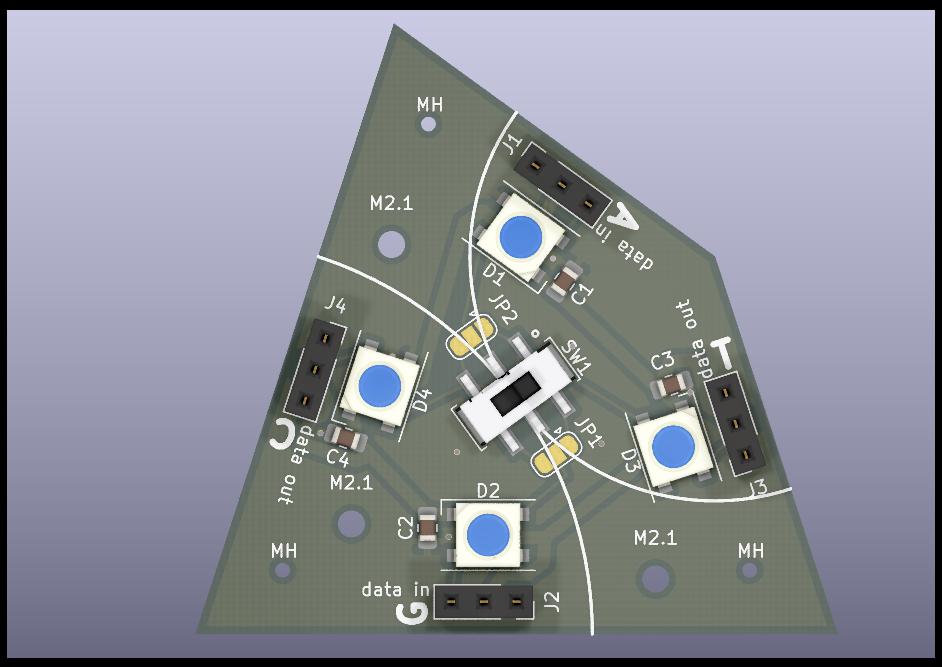 MH
J1
M2.1
A
data in
D1
C1
JP2
J4
SW1
data out
T
C3
D4
C
data out
C4
JP1
D3
J3
M2.1
D2
C2
M2.1
MH
MH
data in
G
J2